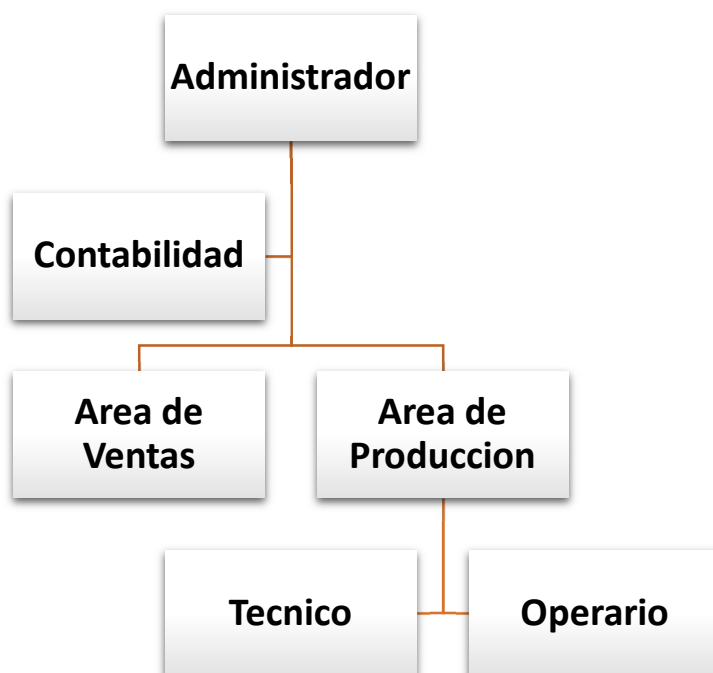 Administrador
Contabilidad
Area de
Ventas
Area de
Produccion
Tecnico
Operario